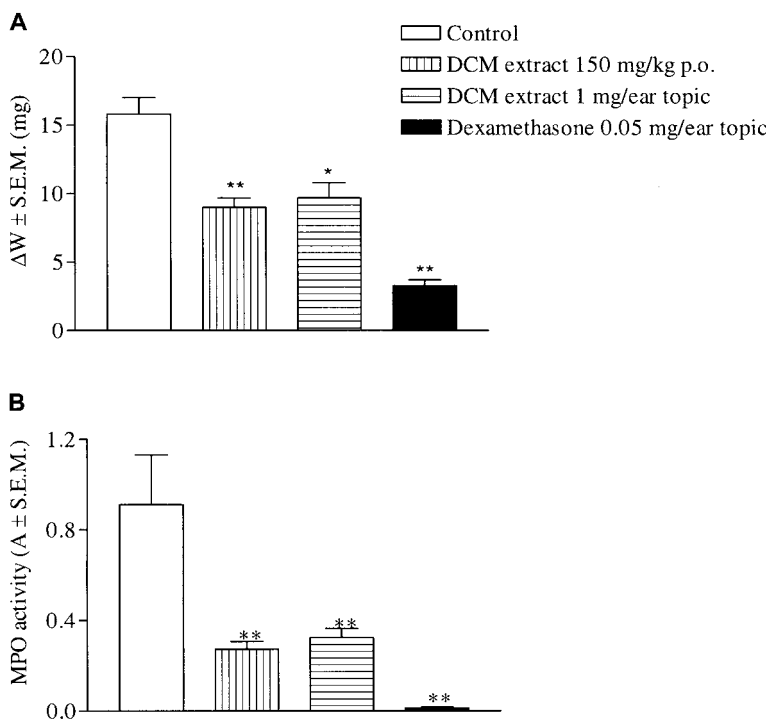 A
Control
DCM extract 150 mg/kg p.o.
DCM extract 1 mg/ear topic
Dexamethasone 0.05 mg/ear topic
ΔW ± S.E.M. (mg)
20
15
10
5
0
**
*
**
B
MPO activity (A ± S.E.M.)
1.2
0.8
0.4
0.0
**
**
**